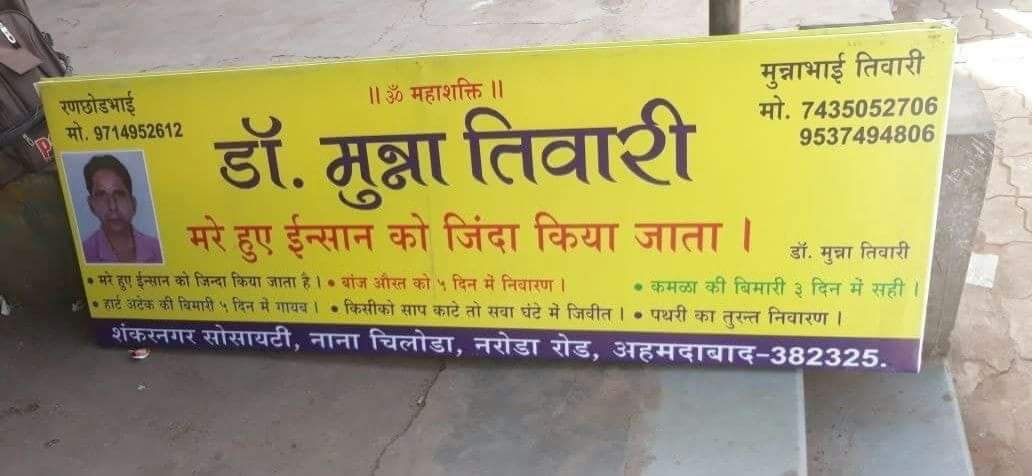 ॥ ॐ महाशक्ति ॥
रणछोडभाई
मो. 9714952612
मुन्नाभाई तिवारी
मो. 7435052706
9537494806
डॉ. मुन्ना तिवारी
मरे हुए ईन्सान को जिंदा किया जाता ।
डॉ. मुन्ना तिवारी
• मरे हुए ईन्सान को जिन्दा किया जाता है । • बांज औरत को ५ दिन में निवारण । • कमळा की बिमारी ३ दिन में सही ।
• हार्ट अटेक की बिमारी ५ दिन में गायब । • किसीको साप काटे तो सवा घंटे में जिवीत । • पथरी का तुरन्त निवारण ।
शंकरनगर सोसायटी, नाना चिलोडा, नरोडा रोड, अहमदाबाद-382325.